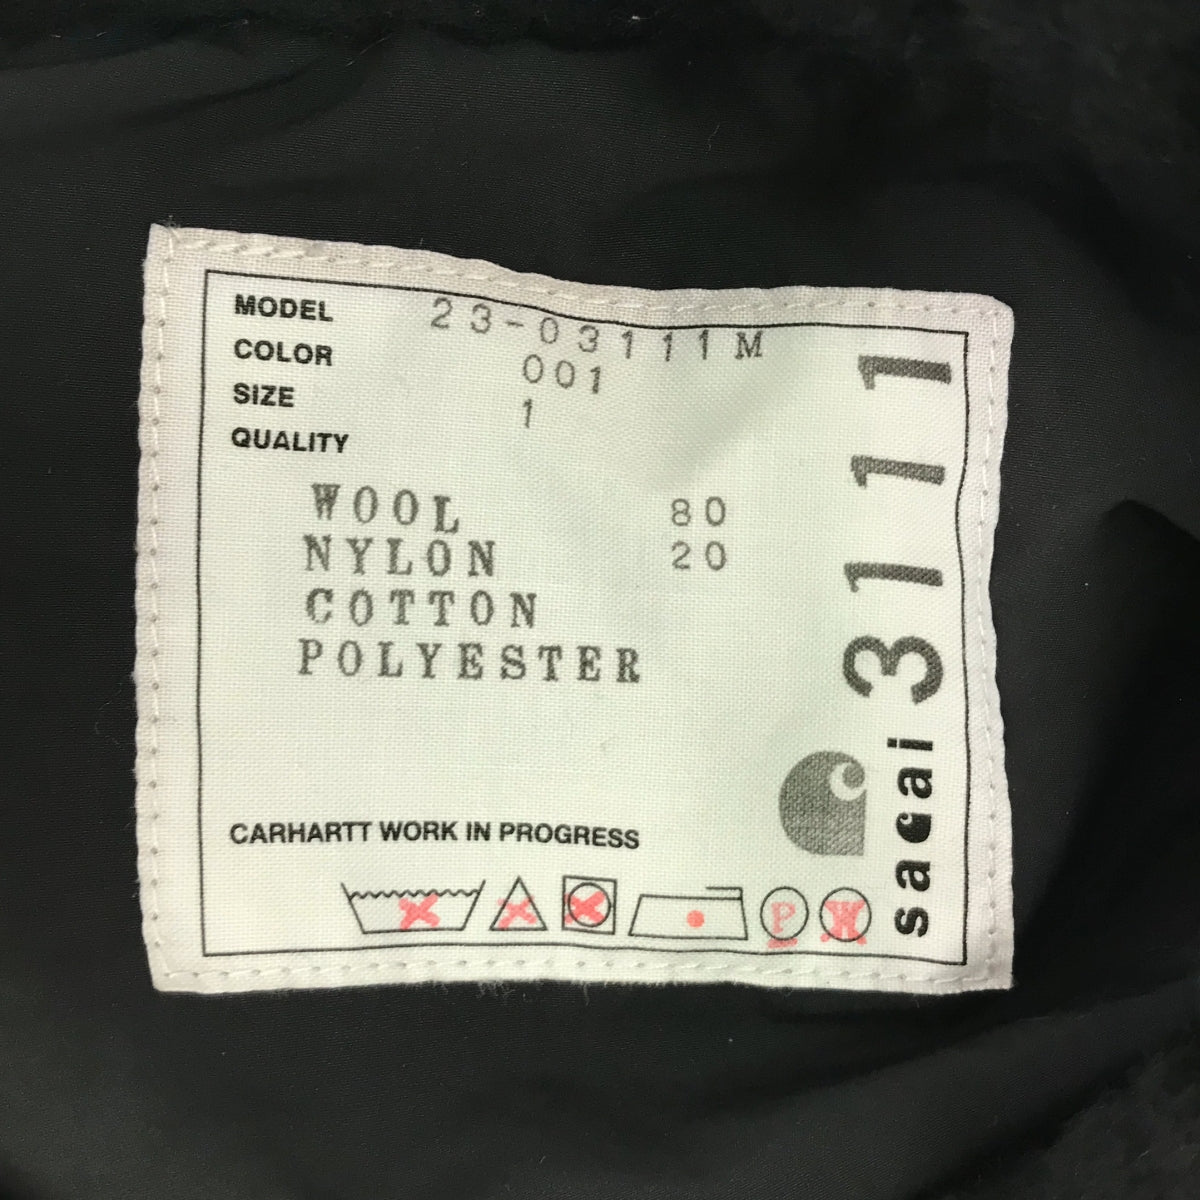 MODEL 23-03111M
COLOR 001
SIZE 1
QUALITY
WOOL 80
NYLON 20
COTTON
POLYESTER
CARHARTT WORK IN PROGRESS
P W
sacai 3111